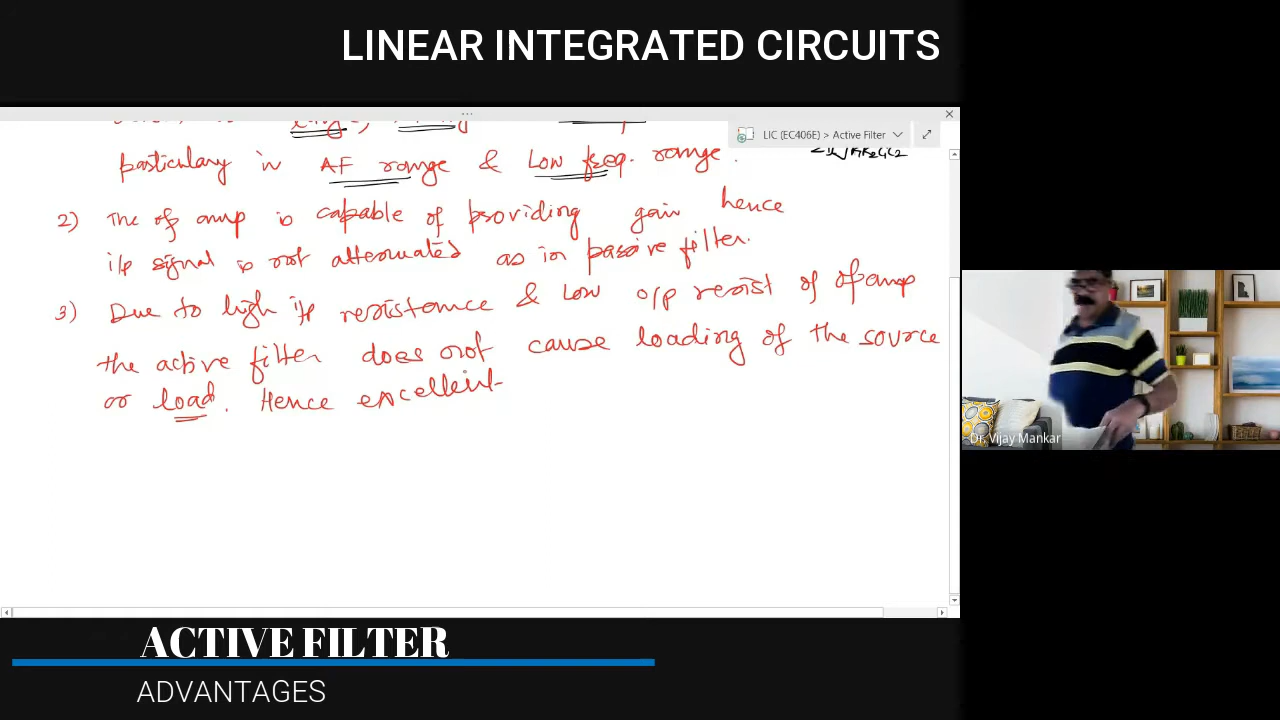 LINEAR INTEGRATED CIRCUITS
LIC (EC406E) > Active Filter
particulary in AF range & Low freq. range.
2) The op amp is capable of providing gain hence
i/p signal is not attenuated as in passive filter.
3) Due to high i/p resistance & Low o/p resist of op amp
the active filter does not cause loading of the source
or load. Hence excellent
Dr. Vijay Mankar
ACTIVE FILTER
ADVANTAGES